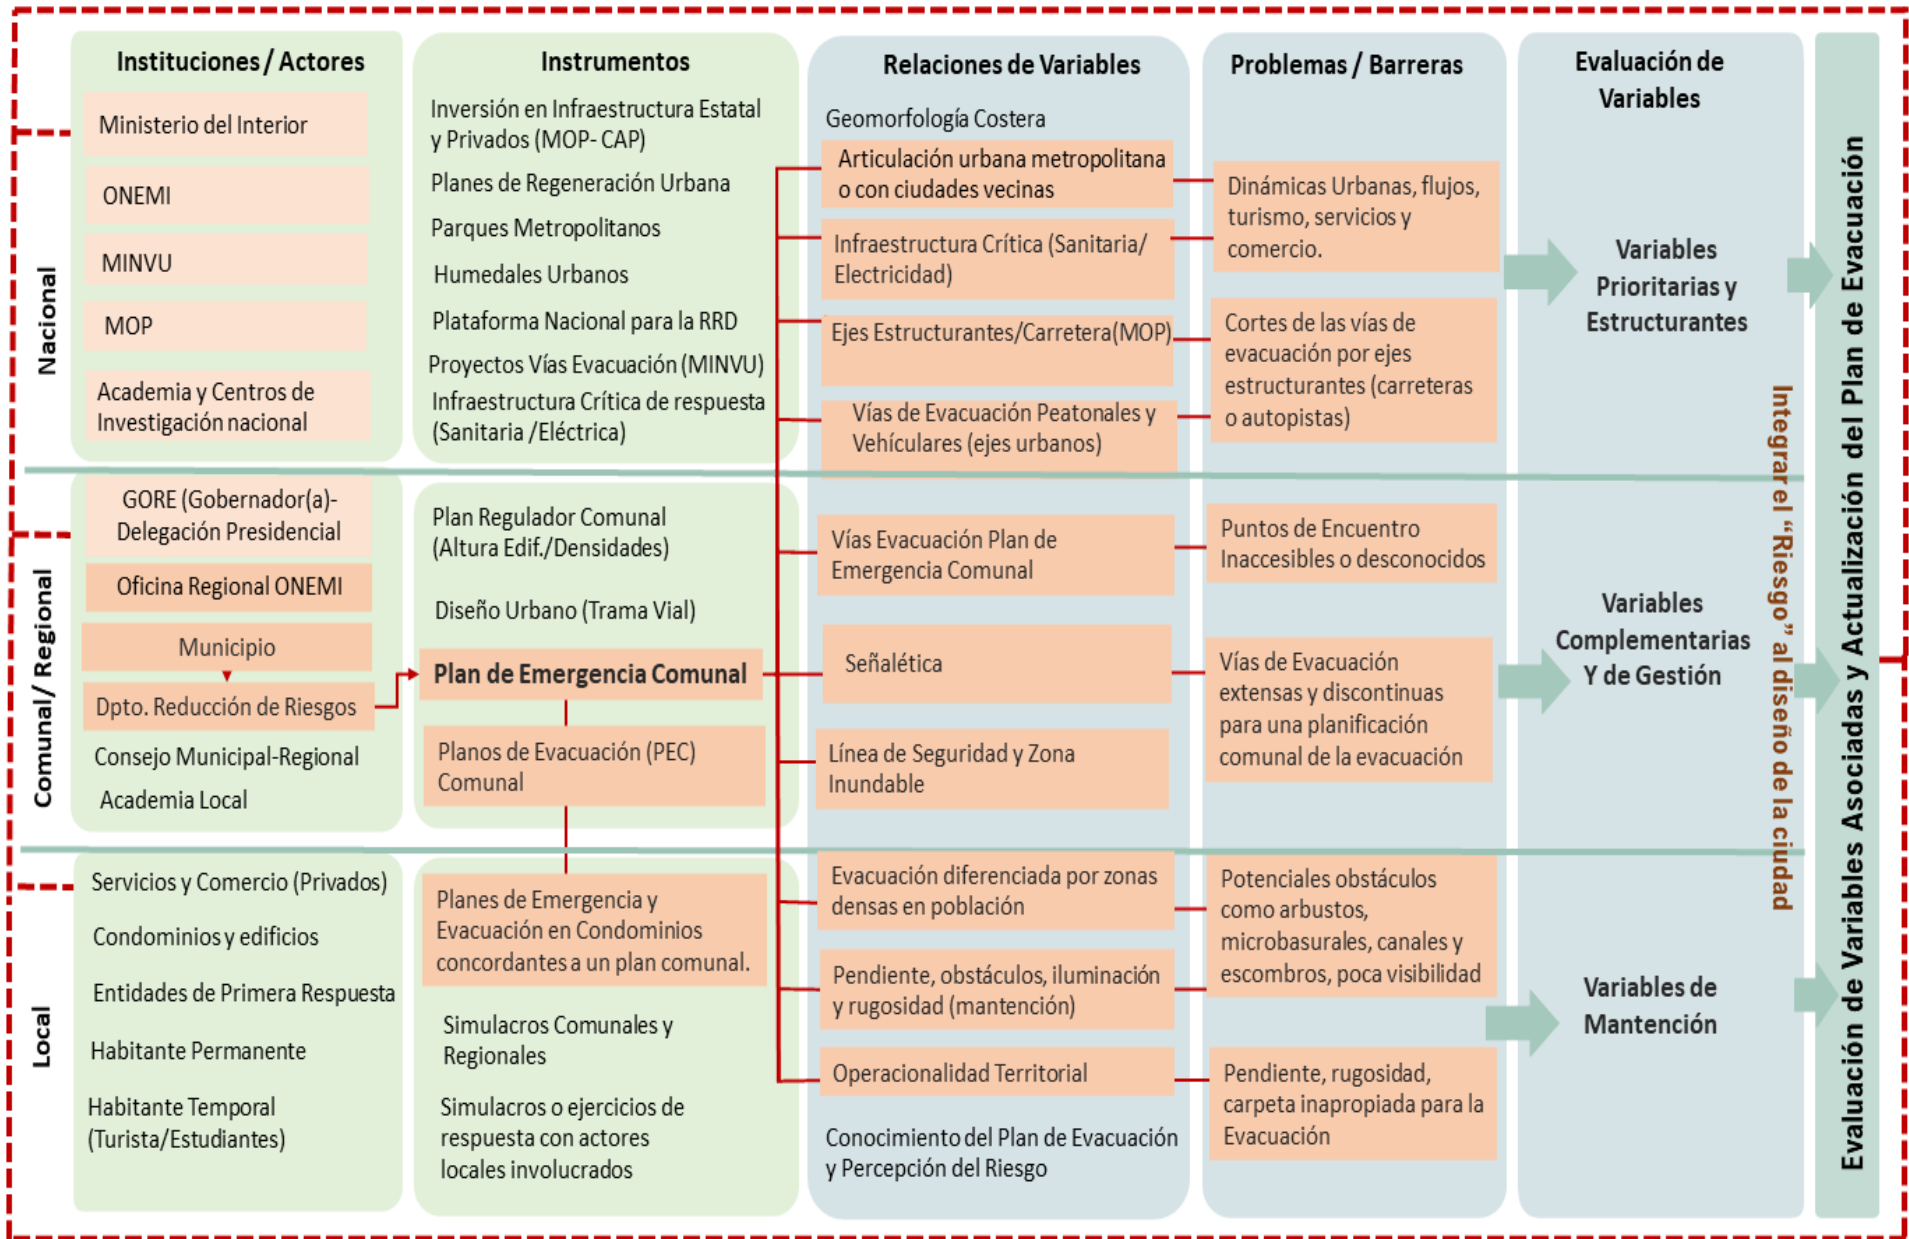 Instituciones / Actores
Ministerio del Interior
ONEMI
MINVU
MOP
Academia y Centros de
Investigación nacional
GORE (Gobernador(a)-
Delegación Presidencial
Oficina Regional ONEMI
Municipio
Dpto. Reducción de Riesgos
Consejo Municipal-Regional
Academia Local
Servicios y Comercio (Privados)
Condominios y edificios
Entidades de Primera Respuesta
Habitante Permanente
Habitante Temporal
(Turista/Estudiantes)
Nacional
Comunal/ Regional
Local
Instrumentos
Inversión en Infraestructura Estatal
y Privados (MOP- CAP)
Planes de Regeneración Urbana
Parques Metropolitanos
Humedales Urbanos
Plataforma Nacional para la RRD
Proyectos Vías Evacuación (MINVU)
Infraestructura Crítica de respuesta
(Sanitaria /Eléctrica)
Plan Regulador Comunal
(Altura Edif./Densidades)
Diseño Urbano (Trama Vial)
Plan de Emergencia Comunal
Planos de Evacuación (PEC)
Comunal
Planes de Emergencia y
Evacuación en Condominios
concordantes a un plan comunal.
Simulacros Comunales y
Regionales
Simulacros o ejercicios de
respuesta con actores
locales involucrados
Relaciones de Variables
Geomorfología Costera
Articulación urbana metropolitana
o con ciudades vecinas
Infraestructura Crítica (Sanitaria/
Electricidad)
Ejes Estructurantes/Carretera(MOP)
Vías de Evacuación Peatonales y
Vehículares (ejes urbanos)
Vías Evacuación Plan de
Emergencia Comunal
Señalética
Línea de Seguridad y Zona
Inundable
Evacuación diferenciada por zonas
densas en población
Pendiente, obstáculos, iluminación
y rugosidad (mantención)
Operacionalidad Territorial
Conocimiento del Plan de Evacuación
y Percepción del Riesgo
Problemas / Barreras
Dinámicas Urbanas, flujos,
turismo, servicios y
comercio.
Cortes de las vías de
evacuación por ejes
estructurantes (carreteras
o autopistas)
Puntos de Encuentro
Inaccesibles o desconocidos
Vías de Evacuación
extensas y discontinuas
para una planificación
comunal de la evacuación
Potenciales obstáculos
como arbustos,
microbasurales, canales y
escombros, poca visibilidad
Pendiente, rugosidad,
carpeta inapropiada para la
Evacuación
Evaluación de
Variables
Variables
Prioritarias y
Estructurantes
Variables
Complementarias
Y de Gestión
Variables de
Mantención
Integrar el “Riesgo” al diseño de la ciudad
Evaluación de Variables Asociadas y Actualización del Plan de Evacuación